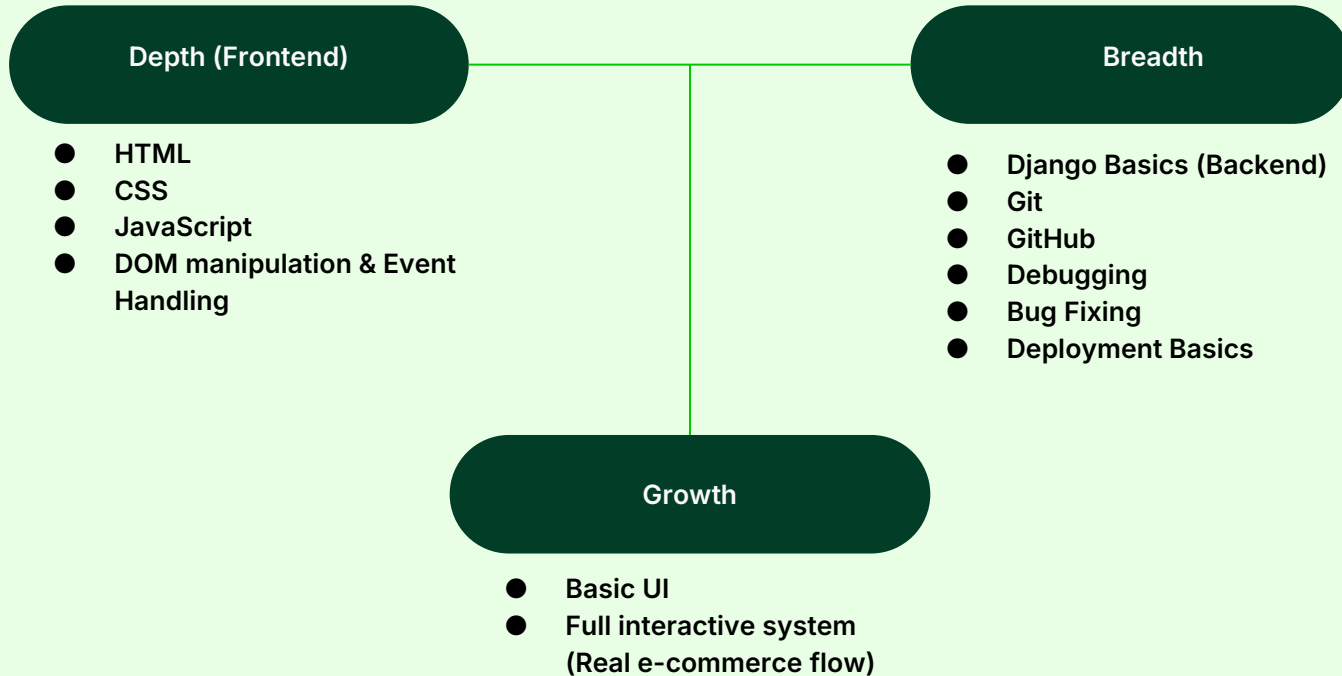 Depth (Frontend)
Breadth
● HTML
● CSS
● JavaScript
● DOM manipulation & Event
Handling
● Django Basics (Backend)
● Git
● GitHub
● Debugging
● Bug Fixing
● Deployment Basics
Growth
● Basic UI
● Full interactive system
(Real e-commerce flow)